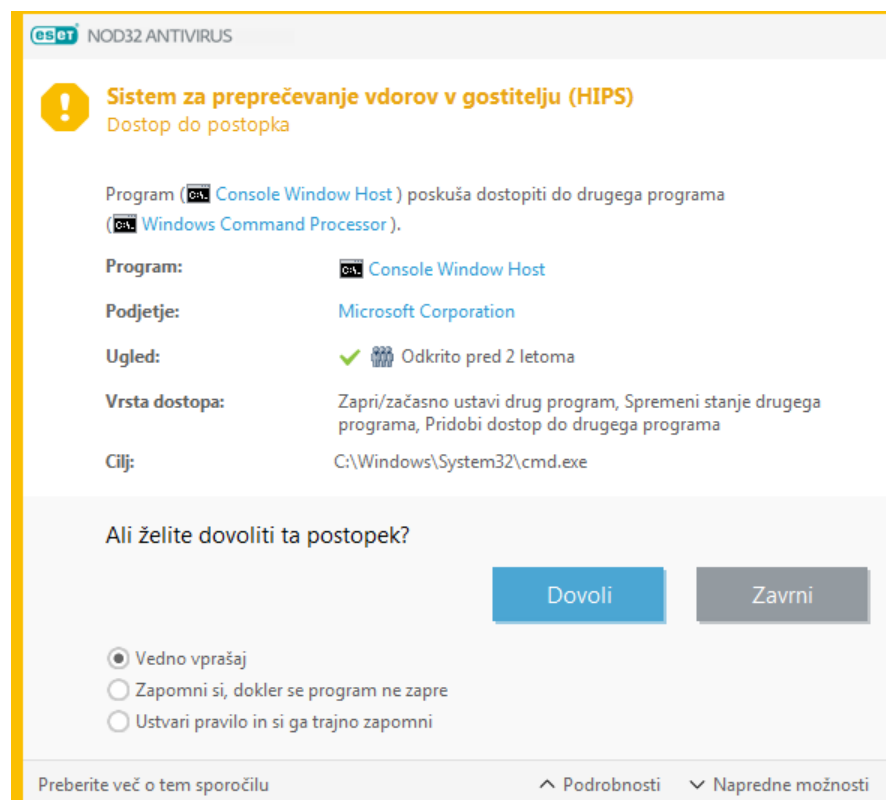 eset NOD32 ANTIVIRUS
Sistem za preprečevanje vdorov v gostitelju (HIPS)
Dostop do postopka
Program ( Console Window Host ) poskuša dostopiti do drugega programa
( Windows Command Processor ).
Program: Console Window Host
Podjetje: Microsoft Corporation
Ugled: Odkrito pred 2 letoma
Vrsta dostopa: Zapri/začasno ustavi drug program, Spremeni stanje drugega
programa, Pridobi dostop do drugega programa
Cilj: C:\Windows\System32\cmd.exe
Ali želite dovoliti ta postopek?
Dovoli Zavrni
Vedno vprašaj
Zapomni si, dokler se program ne zapre
Ustvari pravilo in si ga trajno zapomni
Preberite več o tem sporočilu Podrobnosti Napredne možnosti